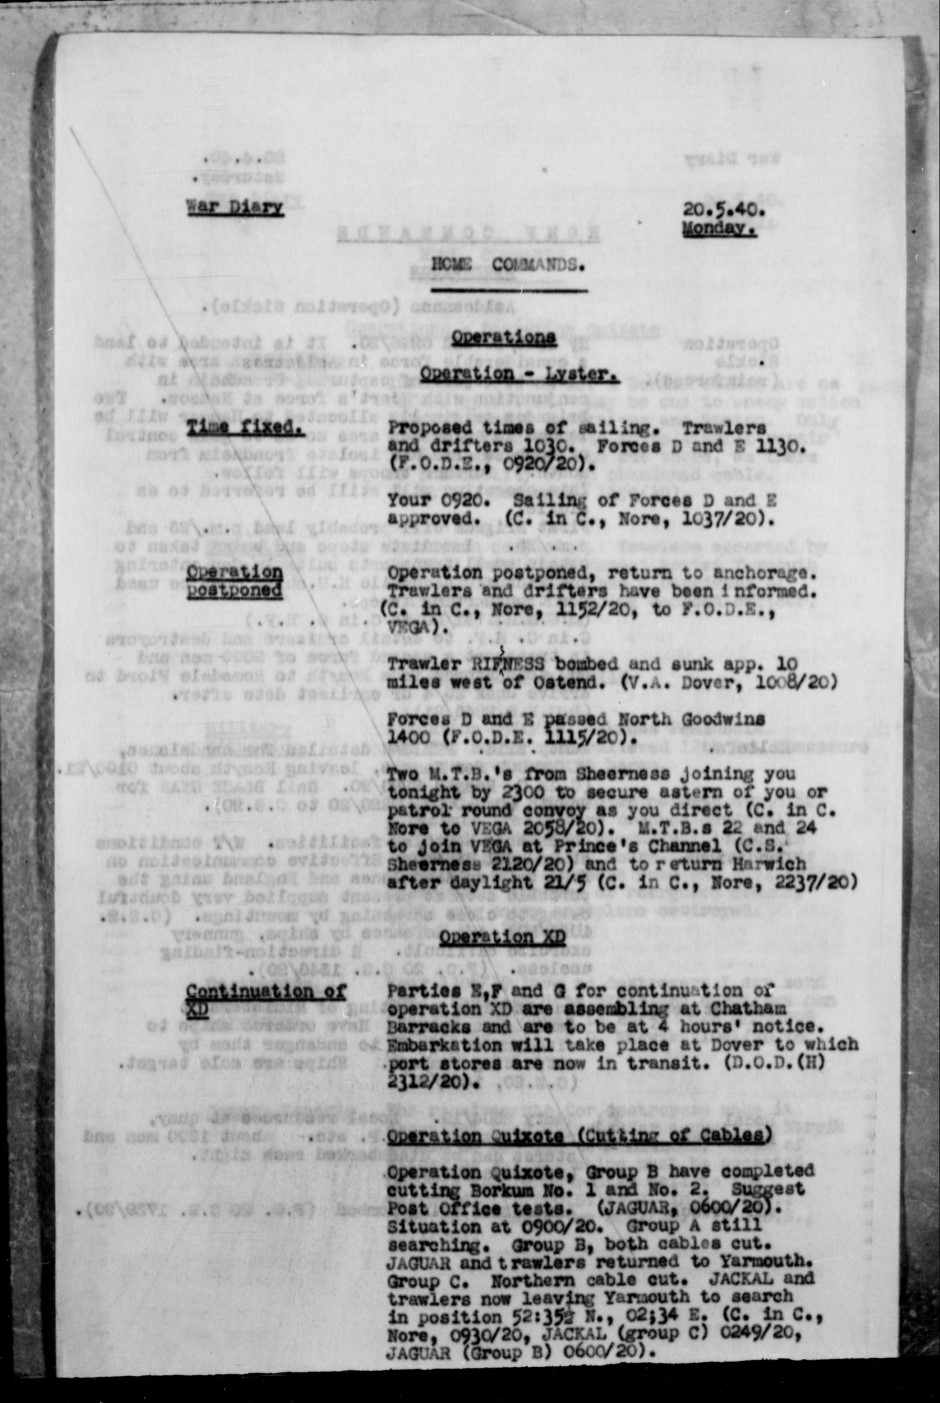 War Diary
20.5.40.
Monday.
HOME COMMANDS.
Operations
Operation - Lyster.
Time fixed.
Proposed times of sailing. Trawlers
and drifters 1030. Forces D and E 1130.
(F.O.D.E., 0920/20).
Your 0920. Sailing of Forces D and E
approved. (C. in C., Nore, 1037/20).
Operation
postponed
Operation postponed, return to anchorage.
Trawlers and drifters have been informed.
(C. in C., Nore, 1152/20, to F.O.D.E.,
VEGA).
Trawler RIFSNESS bombed and sunk app. 10
miles west of Ostend. (V.A. Dover, 1008/20)
Forces D and E passed North Goodwins
1400 (F.O.D.E. 1115/20).
Two M.T.B.'s from Sheerness joining you
tonight by 2300 to secure astern of you or
patrol round convoy as you direct (C. in C.
Nore to VEGA 2058/20). M.T.B.s 22 and 24
to join VEGA at Prince's Channel (C.S.
Sheerness 2120/20) and to return Harwich
after daylight 21/5 (C. in C., Nore, 2237/20)
Operation XD
Continuation of
XD
Parties E,F and G for continuation of
operation XD are assembling at Chatham
Barracks and are to be at 4 hours' notice.
Embarkation will take place at Dover to which
port stores are now in transit. (D.O.D.(H)
2312/20).
Operation Quixote (Cutting of Cables)
Operation Quixote, Group B have completed
cutting Borkum No. 1 and No. 2. Suggest
Post Office tests. (JAGUAR, 0600/20).
Situation at 0900/20. Group A still
searching. Group B, both cables cut.
JAGUAR and trawlers returned to Yarmouth.
Group C. Northern cable cut. JACKAL and
trawlers now leaving Yarmouth to search
in position 52:35½ N., 02;34 E. (C. in C.,
Nore, 0930/20, JACKAL (group C) 0249/20,
JAGUAR (Group B) 0600/20).